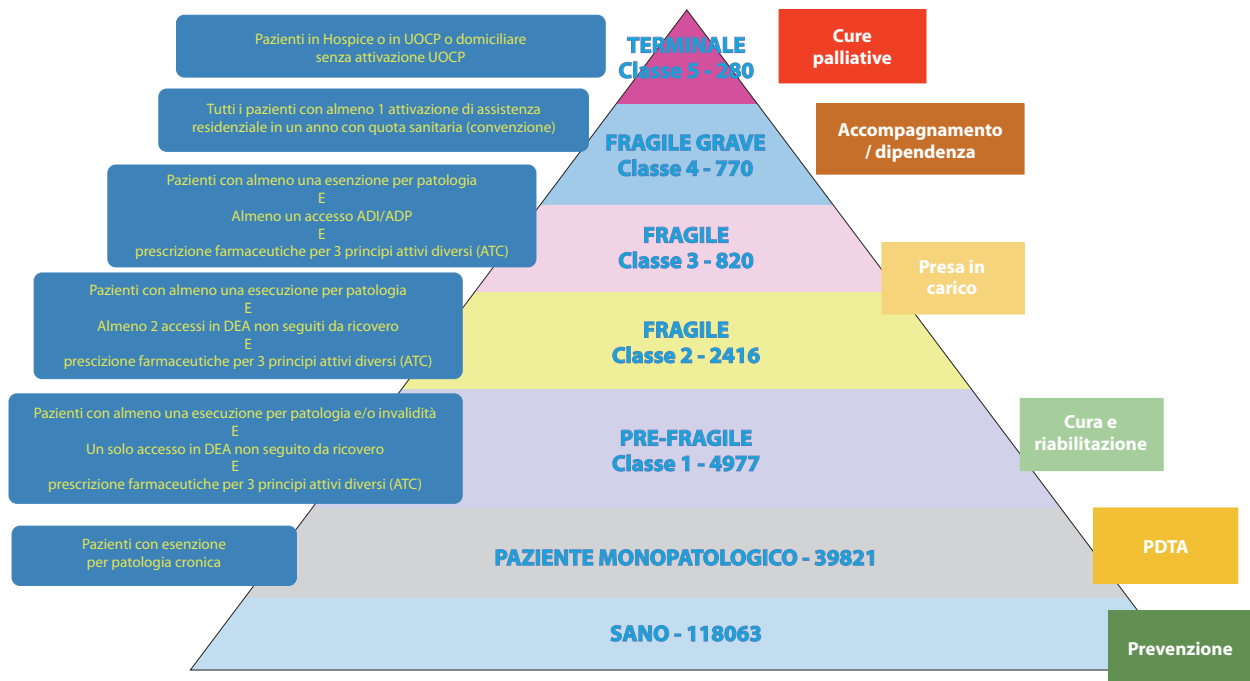 Pazienti in Hospice o in UOCP o domiciliare
senza attivazione UOCP
TERMINALE
Classe 5 - 280
Cure
palliative
Tutti i pazienti con almeno 1 attivazione di assistenza
residenziale in un anno con quota sanitaria (convenzione)
FRAGILE GRAVE
Classe 4 - 770
Accompagnamento
/ dipendenza
Pazienti con almeno una esenzione per patologia
E
Almeno un accesso ADI/ADP
E
prescrizione farmaceutiche per 3 principi attivi diversi (ATC)
FRAGILE
Classe 3 - 820
Presa in
carico
Pazienti con almeno una esecuzione per patologia
E
Almeno 2 accessi in DEA non seguiti da ricovero
E
prescizione farmaceutiche per 3 principi attivi diversi (ATC)
FRAGILE
Classe 2 - 2416
Pazienti con almeno una esecuzione per patologia e/o invalidità
E
Un solo accesso in DEA non seguito da ricovero
E
prescrizione farmaceutiche per 3 principi attivi diversi (ATC)
PRE-FRAGILE
Classe 1 - 4977
Cura e
riabilitazione
Pazienti con esenzione
per patologia cronica
PAZIENTE MONOPATOLOGICO - 39821
PDTA
SANO - 118063
Prevenzione